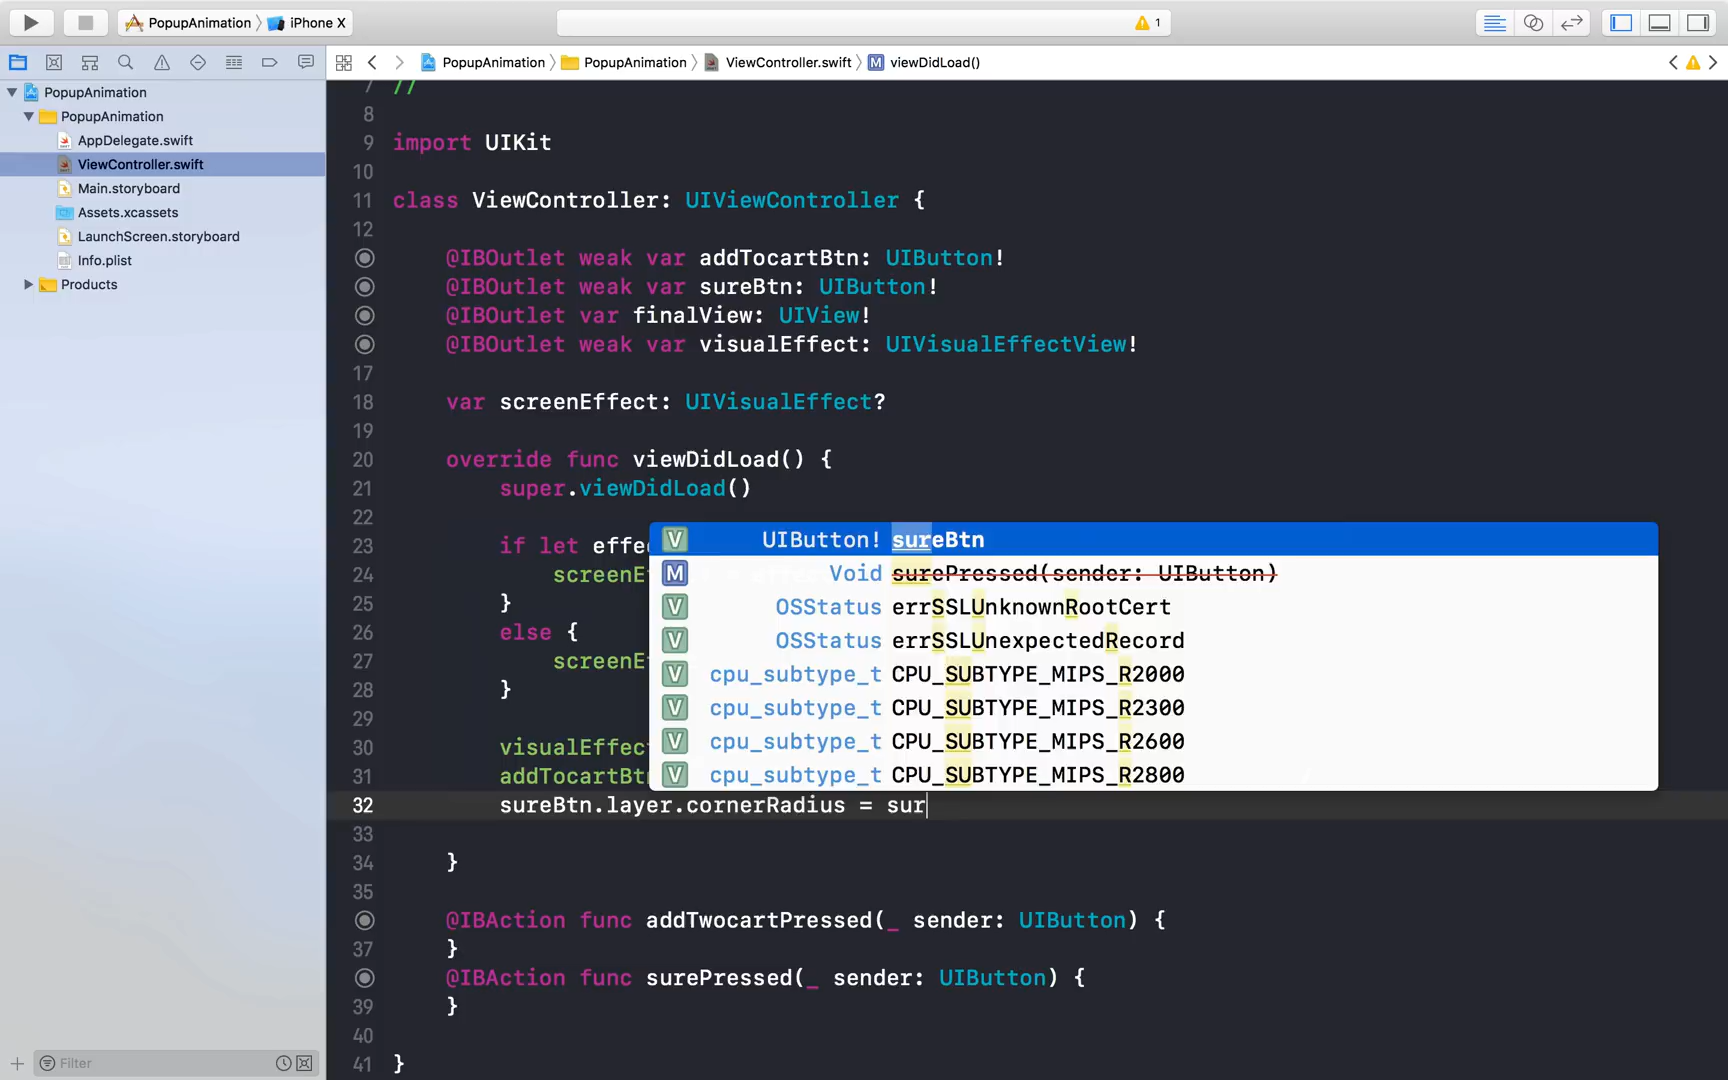 PopupAnimation
iPhone X
1
PopupAnimation
PopupAnimation
ViewController.swift
M
viewDidLoad()
PopupAnimation
PopupAnimation
AppDelegate.swift
ViewController.swift
Main.storyboard
Assets.xcassets
LaunchScreen.storyboard
Info.plist
Products
Filter
7 //
8
9 import UIKit
10
11 class ViewController: UIViewController {
12
@IBOutlet weak var addTocartBtn: UIButton!
@IBOutlet weak var sureBtn: UIButton!
@IBOutlet var finalView: UIView!
@IBOutlet weak var visualEffect: UIVisualEffectView!
17
18 var screenEffect: UIVisualEffect?
19
20 override func viewDidLoad() {
21 super.viewDidLoad()
22
23 if let effe
24 screenE
25 }
26 else {
27 screenE
28 }
29
30 visualEffect
31 addTocartBt
32 sureBtn.layer.cornerRadius = sur
33
34 }
35
@IBAction func addTwocartPressed(_ sender: UIButton) {
37 }
@IBAction func surePressed(_ sender: UIButton) {
39 }
40
41 }
V UIButton! sureBtn
M Void surePressed(sender: UIButton)
V OSStatus errSSLUnknownRootCert
V OSStatus errSSLUnexpectedRecord
V cpu_subtype_t CPU_SUBTYPE_MIPS_R2000
V cpu_subtype_t CPU_SUBTYPE_MIPS_R2300
V cpu_subtype_t CPU_SUBTYPE_MIPS_R2600
V cpu_subtype_t CPU_SUBTYPE_MIPS_R2800